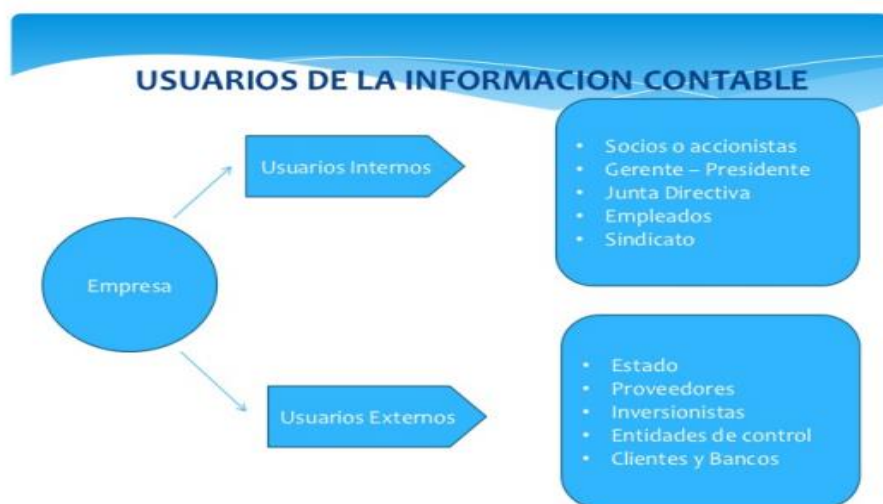 USUARIOS DE LA INFORMACION CONTABLE
Usuarios Internos
• Socios o accionistas
• Gerente – Presidente
• Junta Directiva
• Empleados
• Sindicato
Empresa
Usuarios Externos
• Estado
• Proveedores
• Inversionistas
• Entidades de control
• Clientes y Bancos